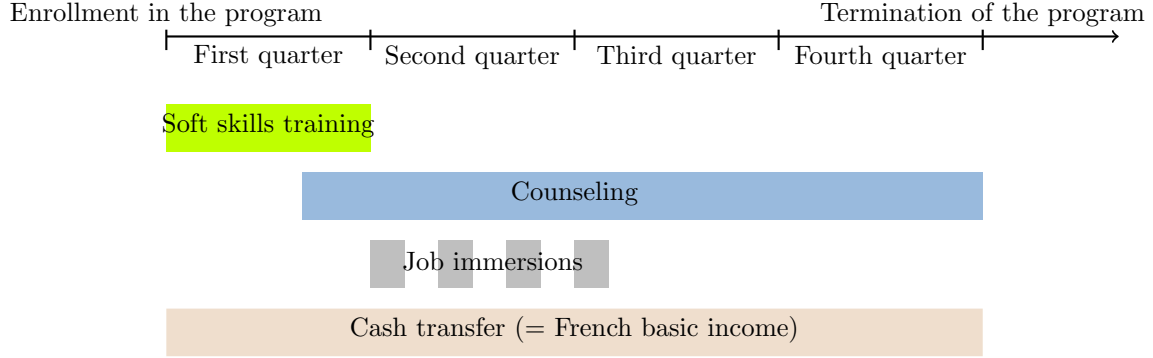 Enrollment in the program
Termination of the program
First quarter
Second quarter
Third quarter
Fourth quarter
Soft skills training
Counseling
Job immersions
Cash transfer (= French basic income)